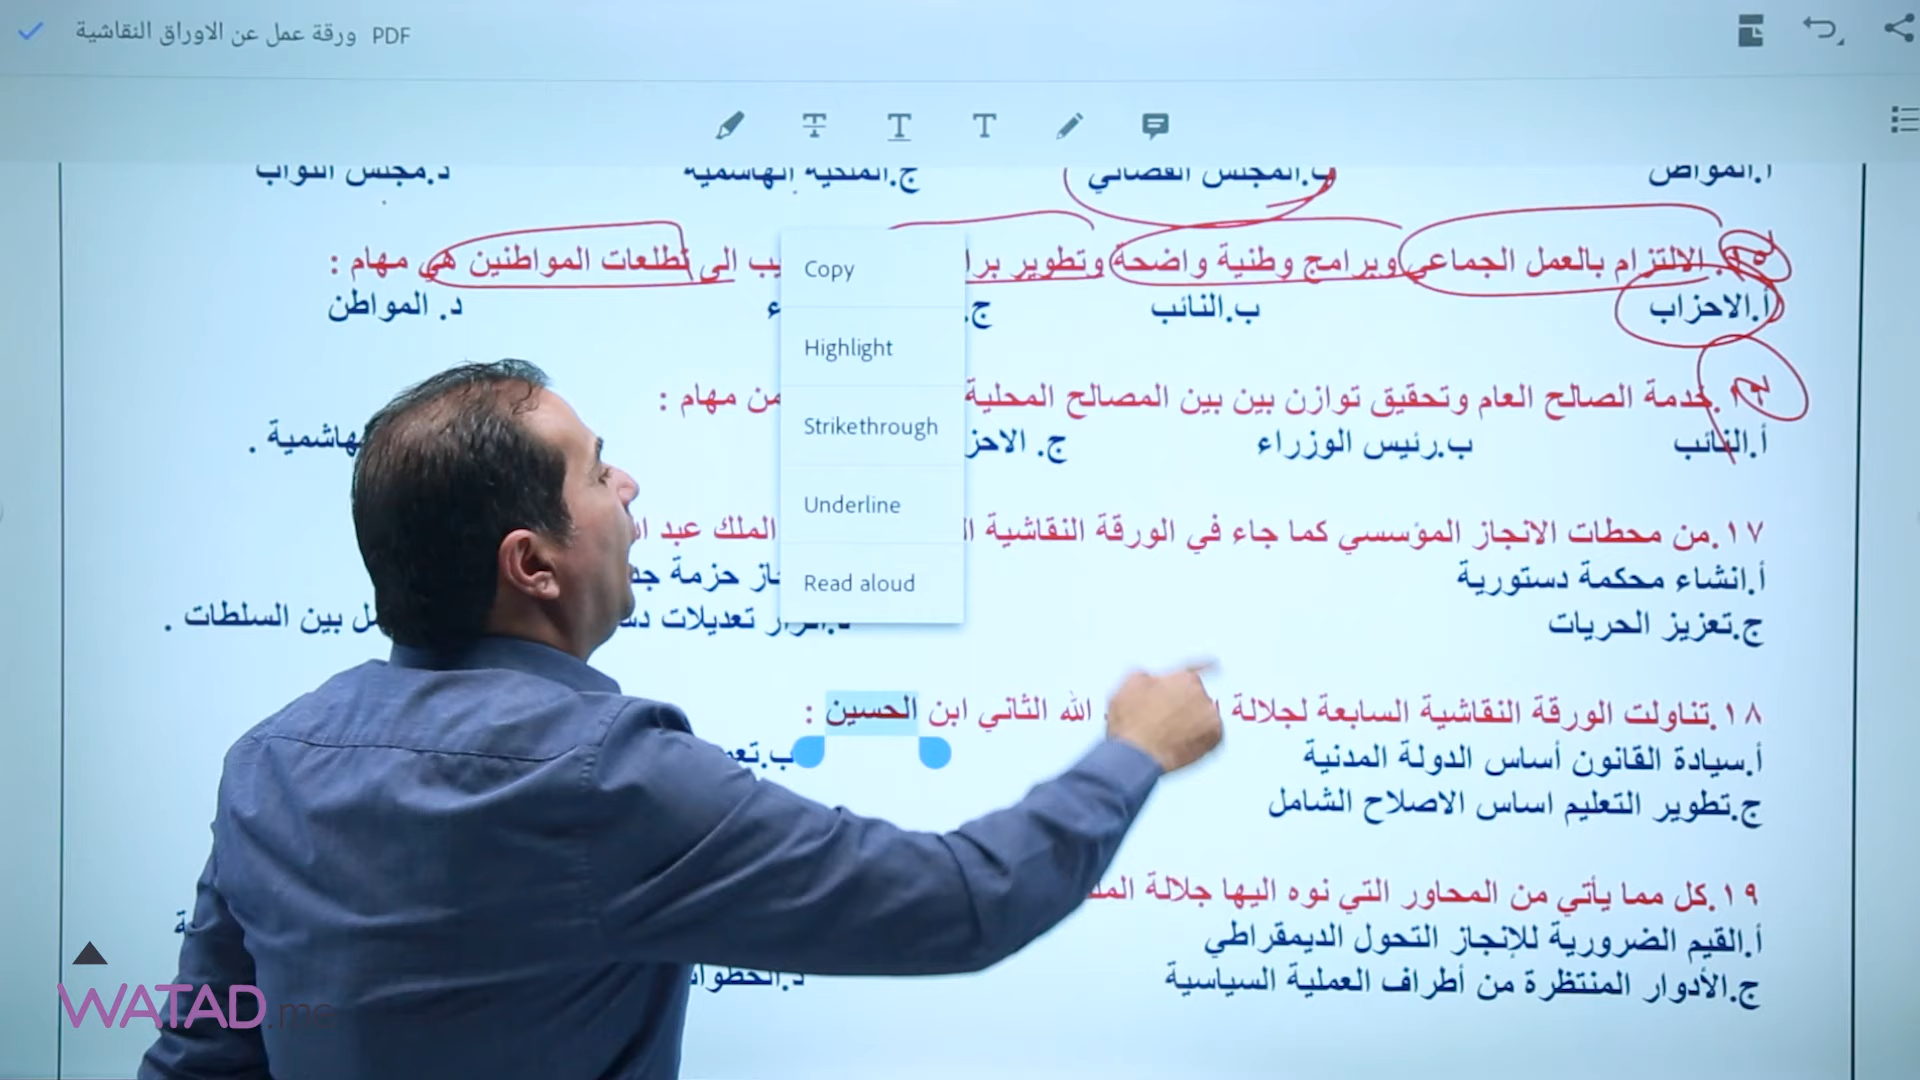 ورقة عمل عن الاوراق النقاشية PDF
أ.المواطن ب.المجلس القضائي ج.الملكية الهاشمية د.مجلس النواب
الالتزام بالعمل الجماعي وبرامج وطنية واضحة وتطوير الى تطلعات المواطنين هي مهام :
أ.الاحزاب ب.النائب ج. د. المواطن
خدمة الصالح العام وتحقيق توازن بين بين المصالح المحلية من مهام :
أ.النائب ب.رئيس الوزراء ج.
١٧.من محطات الانجاز المؤسسي كما جاء في الورقة النقاشية الملك عبد
أ.انشاء محكمة دستورية حزمة
ج.تعزيز الحريات تعديلات بين السلطات .
١٨.تناولت الورقة النقاشية السابعة لجلالة الله الثاني ابن الحسين :
أ.سيادة القانون أساس الدولة المدنية
ج.تطوير التعليم اساس الاصلاح الشامل
١٩.كل مما يأتي من المحاور التي نوه اليها جلالة
أ.القيم الضرورية للإنجاز التحول الديمقراطي
ج.الأدوار المنتظرة من أطراف العملية السياسية
Copy
Highlight
Strikethrough
Underline
Read aloud
WATAD.me